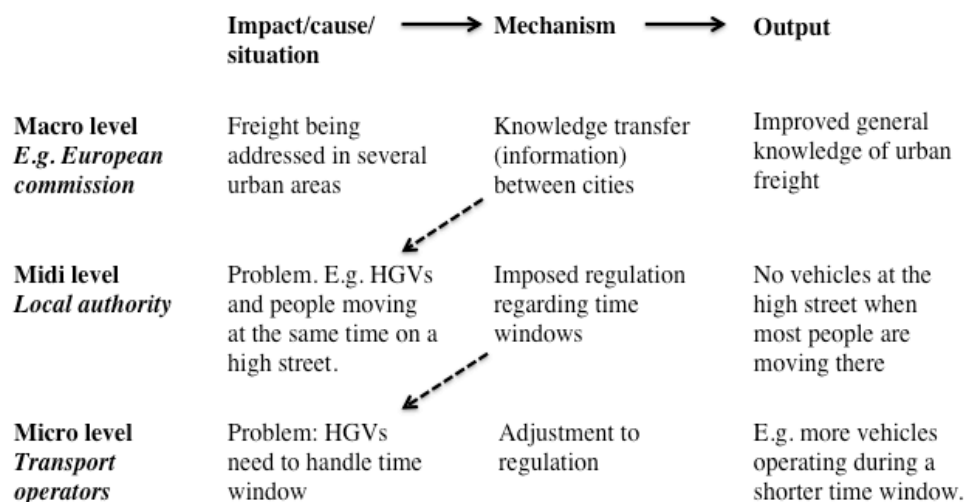 Impact/cause/
situation
Mechanism
Output
Macro level
E.g. European
commission
Freight being
addressed in several
urban areas
Knowledge transfer
(information)
between cities
Improved general
knowledge of urban
freight
Midi level
Local authority
Problem. E.g. HGVs
and people moving
at the same time on a
high street.
Imposed regulation
regarding time
windows
No vehicles at the
high street when
most people are
moving there
Micro level
Transport
operators
Problem: HGVs
need to handle time
window
Adjustment to
regulation
E.g. more vehicles
operating during a
shorter time window.